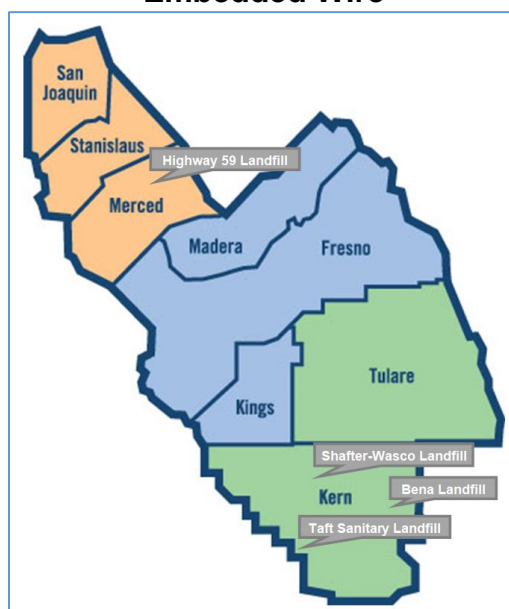 San
Joaquin
Stanislaus
Highway 59 Landfill
Merced
Madera
Fresno
Tulare
Kings
Shafter-Wasco Landfill
Bena Landfill
Kern
Taft Sanitary Landfill